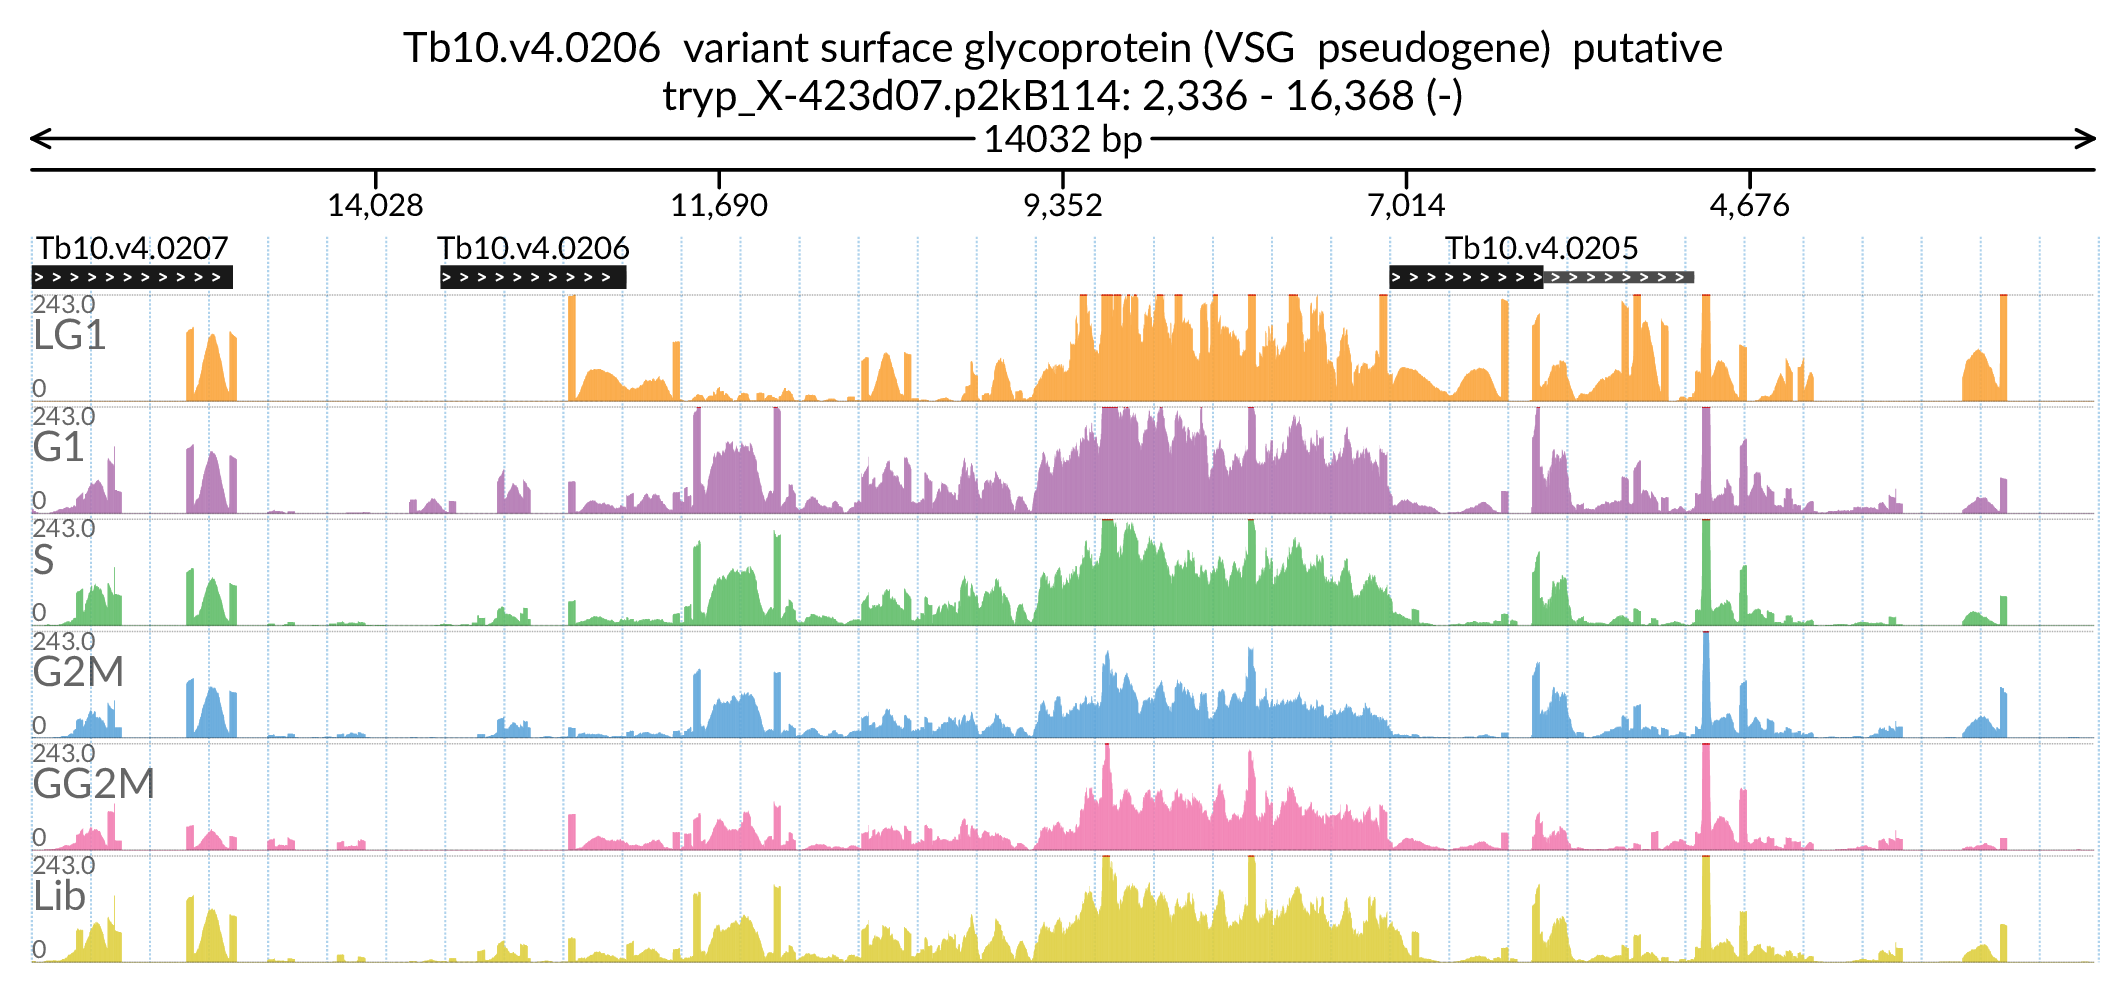 Tb10.v4.0206  variant surface glycoprotein (VSG  pseudogene)  putative
tryp_X-423d07.p2kB114: 2,336 - 16,368 (-)
14032 bp
14,028 11,690 9,352 7,014 4,676
Tb10.v4.0207 Tb10.v4.0206 Tb10.v4.0205
243.0
LG1
0
243.0
G1
0
243.0
S
0
243.0
G2M
0
243.0
GG2M
0
243.0
Lib
0